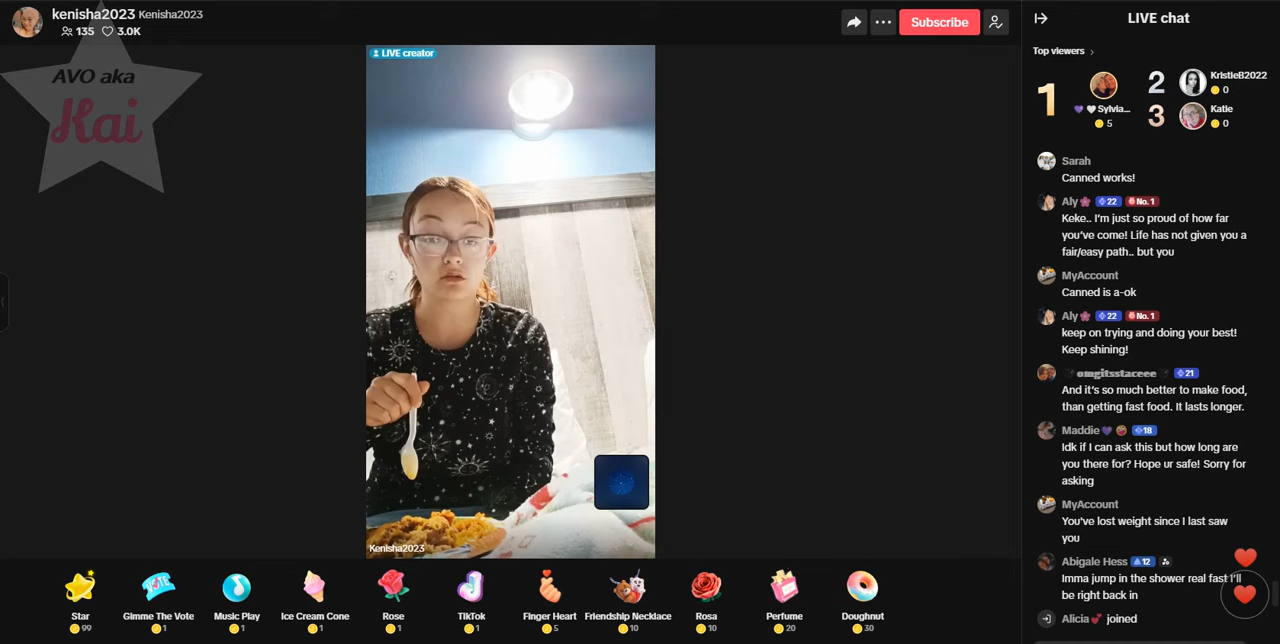 kenisha2023 Kenisha2023
135 3.0K
Subscribe
AVO aka
Kai
LIVE creator
Kenisha2023
LIVE chat
Top viewers
1
Sylvia...
5
2
KristieB2022
0
3
Katie
0
Sarah
Canned works!
Aly 22 No. 1
Keke.. I'm just so proud of how far
you've come! Life has not given you a
fair/easy path.. but you
MyAccount
Canned is a-ok
Aly 22 No. 1
keep on trying and doing your best!
Keep shining!
omgitsstaceee 21
And it's so much better to make food,
than getting fast food. It lasts longer.
Maddie 18
Idk if I can ask this but how long are
you there for? Hope ur safe! Sorry for
asking
MyAccount
You've lost weight since I last saw
you
Abigale Hess 12
Imma jump in the shower real fast I'll
be right back in
Alicia joined
Star
99
Gimme The Vote
1
Music Play
1
Ice Cream Cone
1
Rose
1
TikTok
1
Finger Heart
5
Friendship Necklace
10
Rosa
10
Perfume
20
Doughnut
30